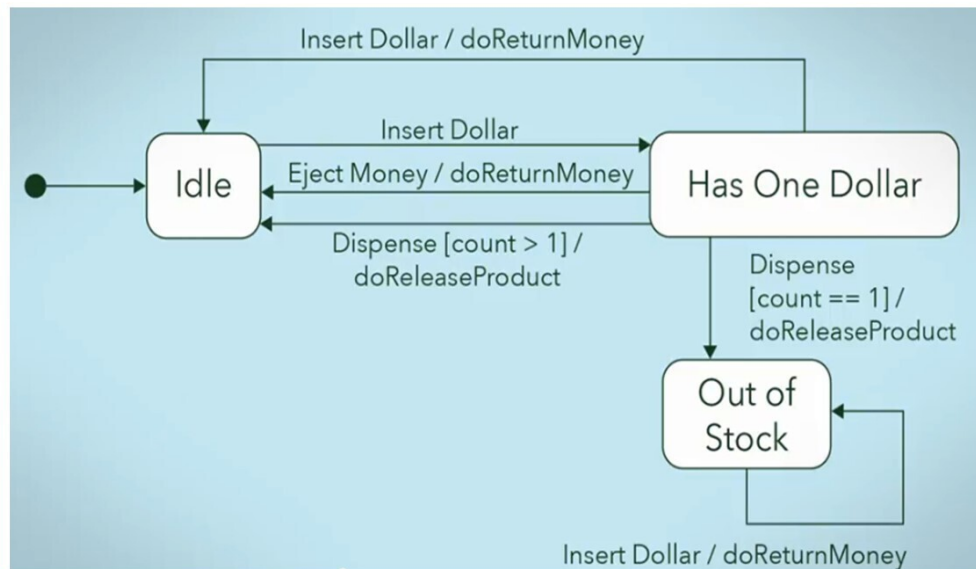 Insert Dollar / doReturnMoney
Insert Dollar
Idle
Eject Money / doReturnMoney
Has One Dollar
Dispense [count > 1] /
doReleaseProduct
Dispense
[count == 1] /
doReleaseProduct
Out of
Stock
Insert Dollar / doReturnMoney